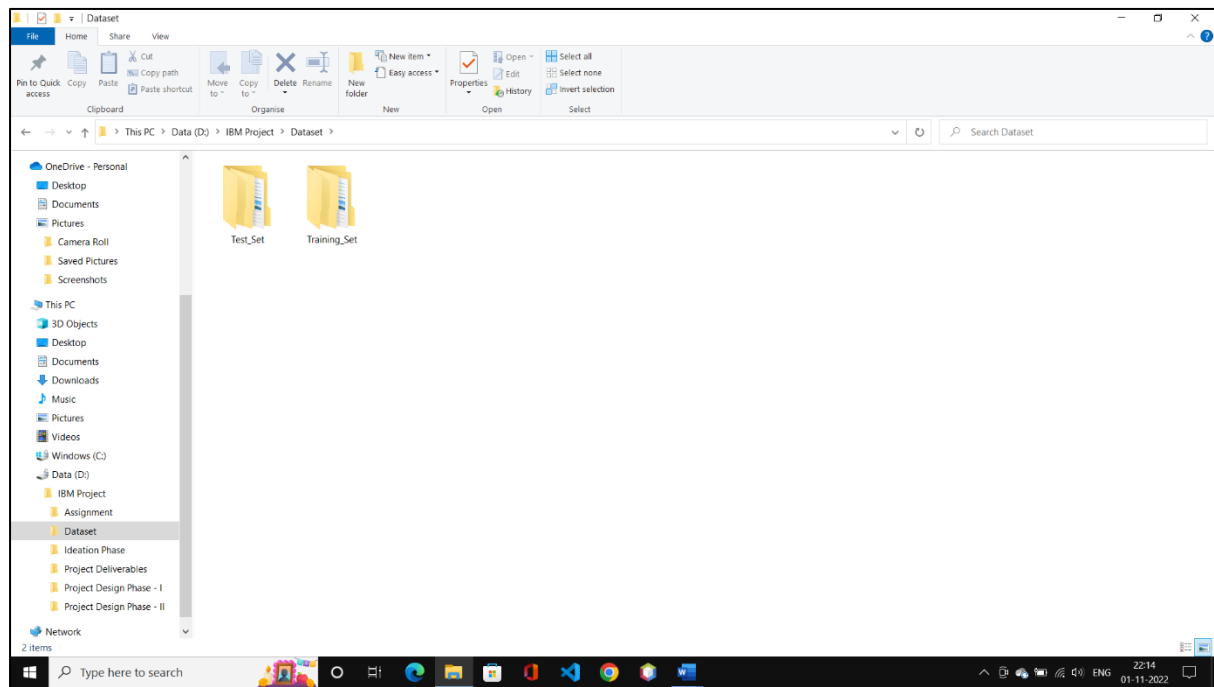 Dataset
File Home Share View
Pin to Quick access
Copy
Paste
Cut
Copy path
Paste shortcut
Clipboard
Move to
Copy to
Delete
Rename
Organise
New folder
New item
Easy access
New
Properties
Open
Edit
History
Open
Select all
Select none
Invert selection
Select
This PC > Data (D:) > IBM Project > Dataset >
Search Dataset
OneDrive - Personal
Desktop
Documents
Pictures
Camera Roll
Saved Pictures
Screenshots
This PC
3D Objects
Desktop
Documents
Downloads
Music
Pictures
Videos
Windows (C:)
Data (D:)
IBM Project
Assignment
Dataset
Ideation Phase
Project Deliverables
Project Design Phase - I
Project Design Phase - II
Network
Test_Set
Training_Set
2 items
Type here to search
ENG
22:14
01-11-2022